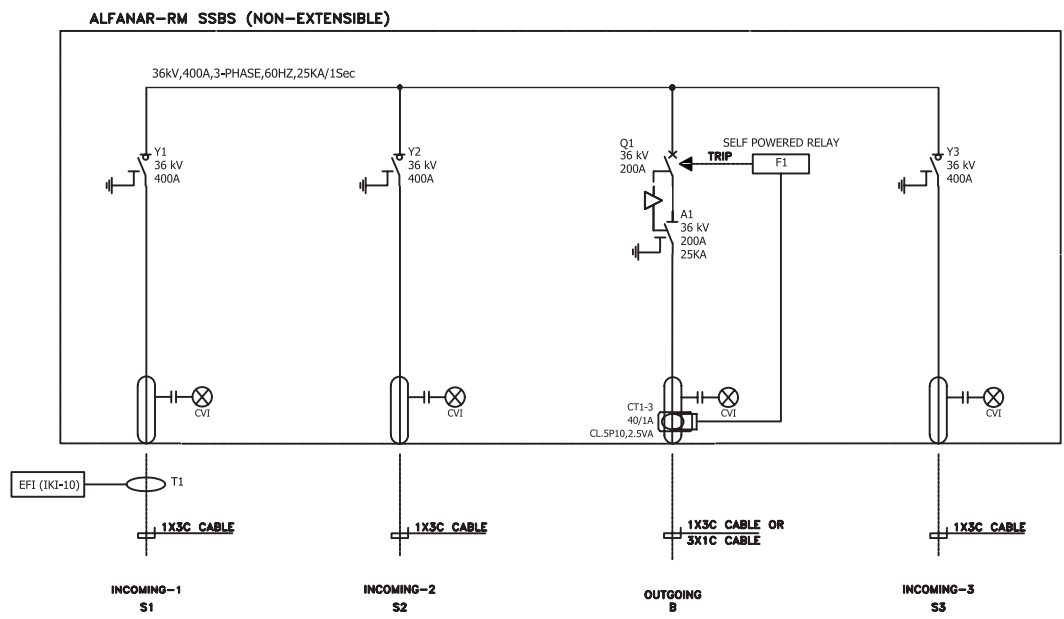 ALFANAR-RM SSBS (NON-EXTENSIBLE)
36kV,400A,3-PHASE,60HZ,25KA/1Sec
Y1
36 kV
400A
Y2
36 kV
400A
Q1
36 kV
200A
TRIP
SELF POWERED RELAY
F1
Y3
36 kV
400A
A1
36 kV
200A
25KA
CVI
CVI
CT1-3
40/1A
CL.5P10,2.5VA
CVI
CVI
EFI (IKI-10)
T1
1X3C CABLE
1X3C CABLE
1X3C CABLE OR
3X1C CABLE
1X3C CABLE
INCOMING-1
S1
INCOMING-2
S2
OUTGOING
B
INCOMING-3
S3